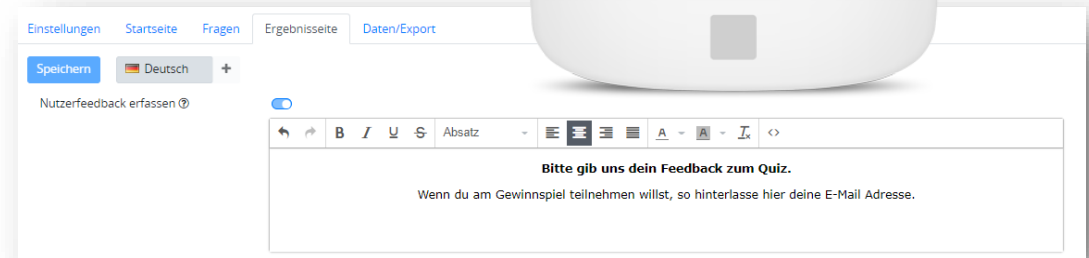 Einstellungen Startseite Fragen Ergebnisseite Daten/Export
Speichern Deutsch +
Nutzerfeedback erfassen ?
B I U S Absatz A A Tx <>
Bitte gib uns dein Feedback zum Quiz.
Wenn du am Gewinnspiel teilnehmen willst, so hinterlasse hier deine E-Mail Adresse.